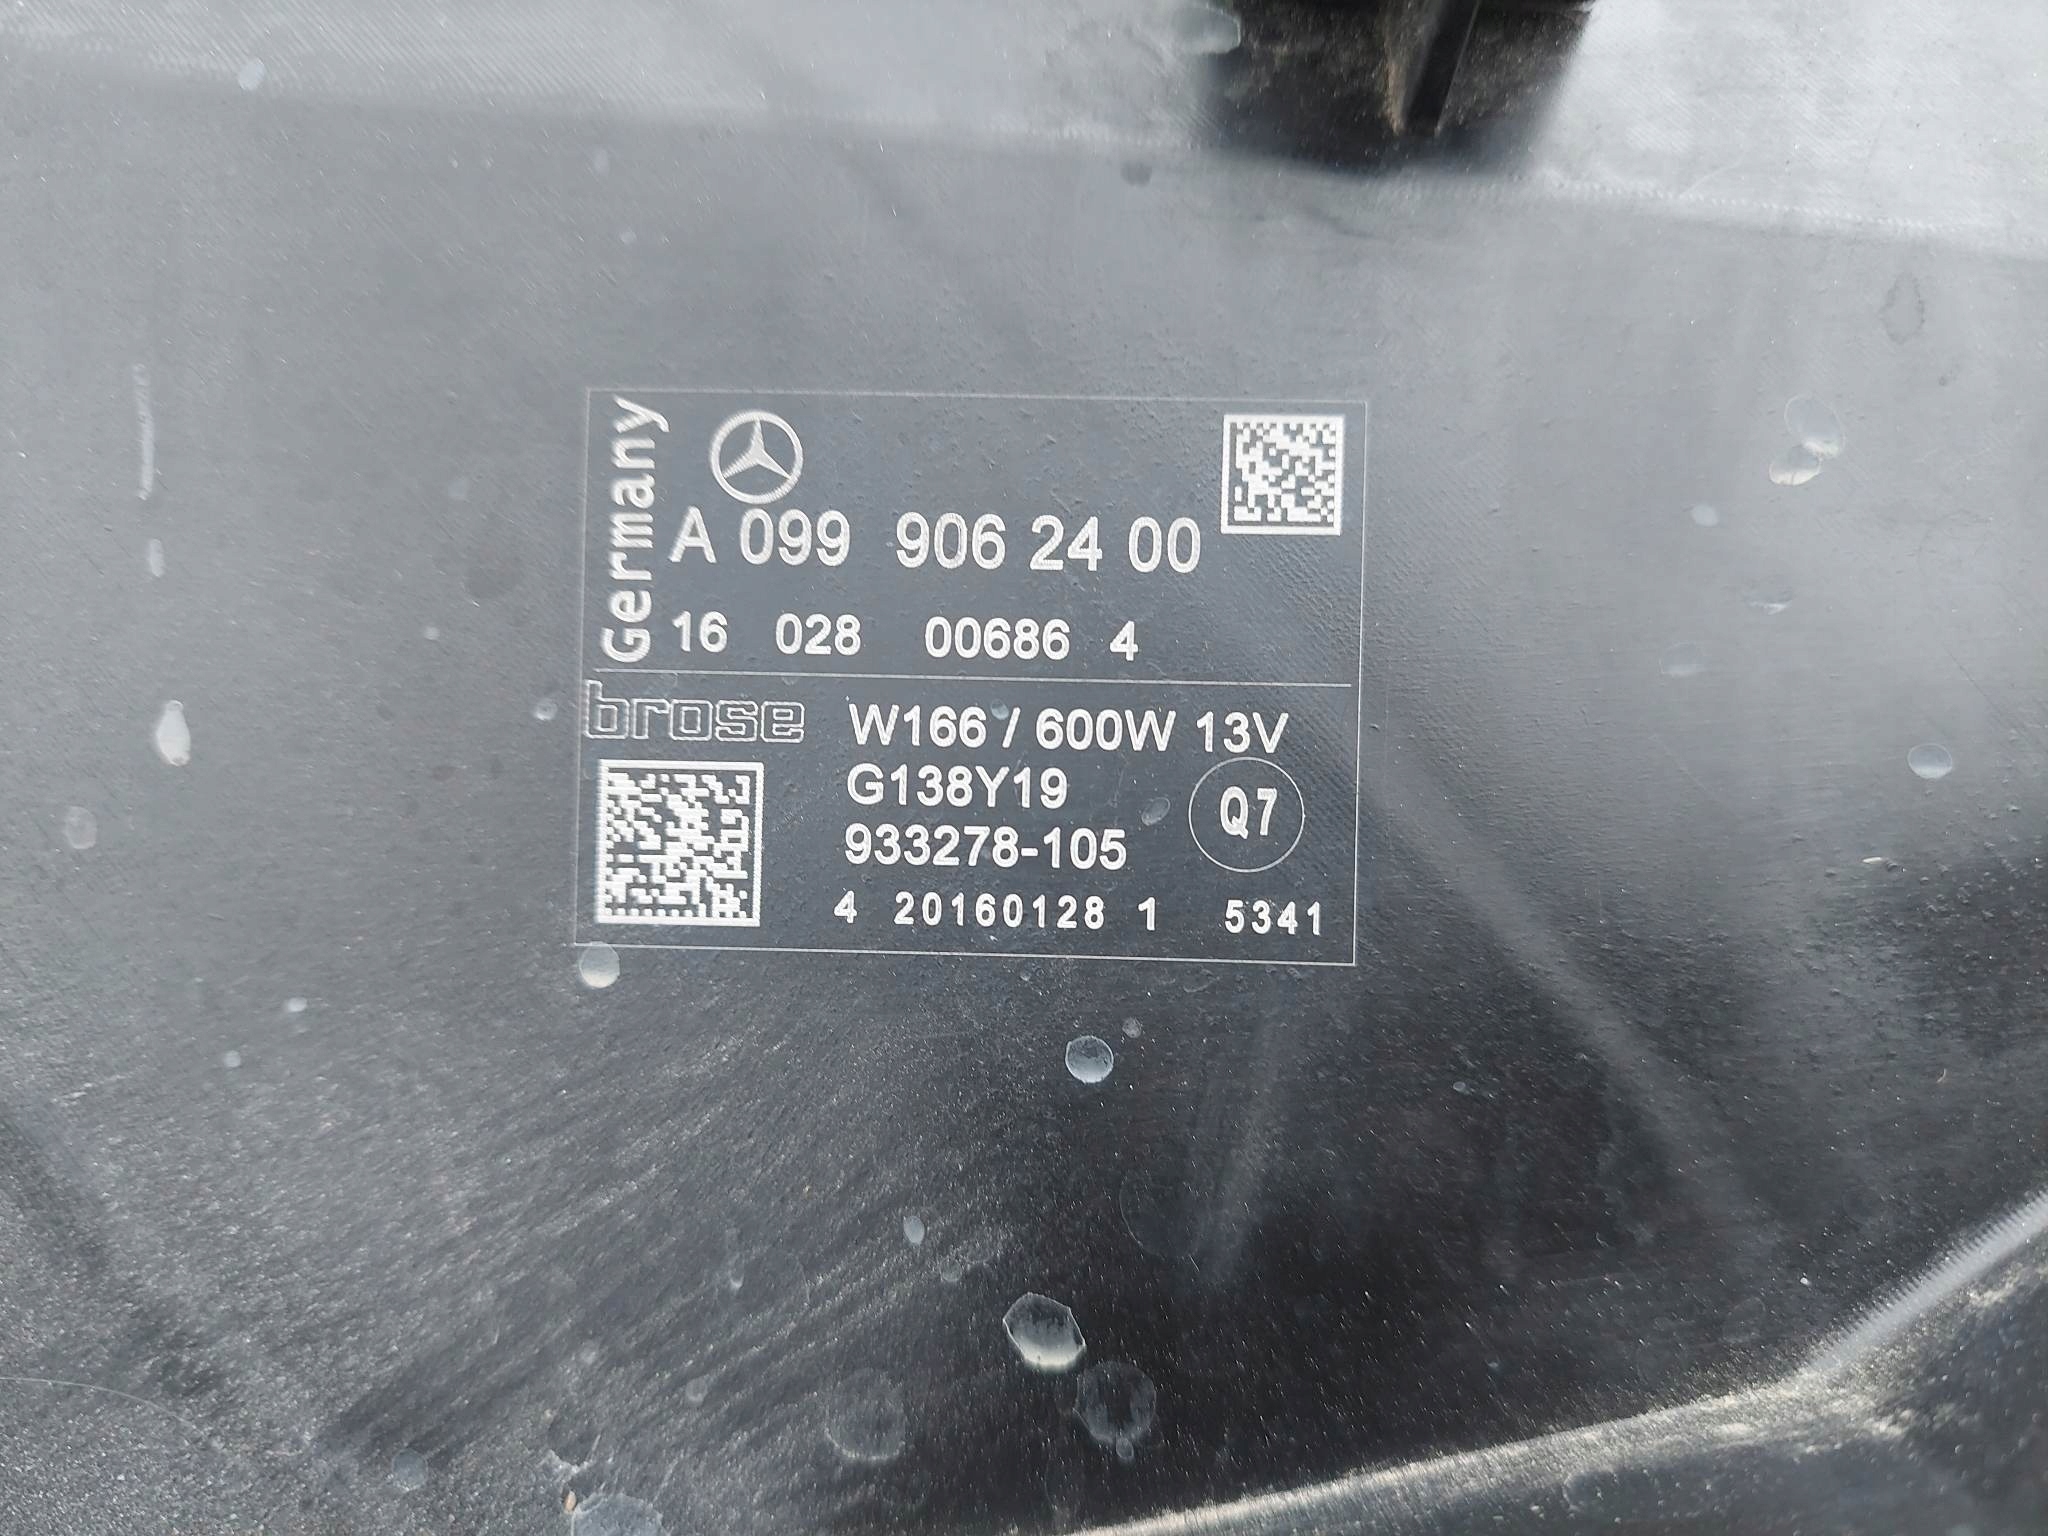 Germany
A 099 906 24 00
16 028 00686 4
brose
W166 / 600W 13V
G138Y19
Q7
933278-105
4 20160128 1 5341